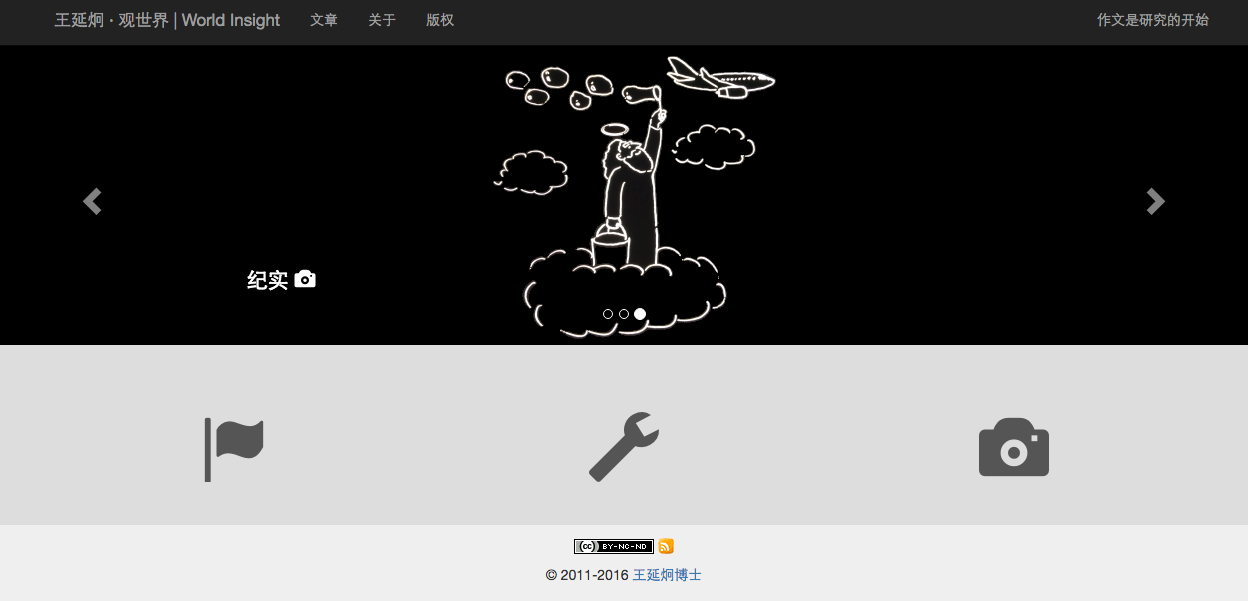 王延炯 · 观世界 | World Insight 文章 关于 版权 作文是研究的开始
纪实
cc BY-NC-ND
© 2011-2016 王延炯博士